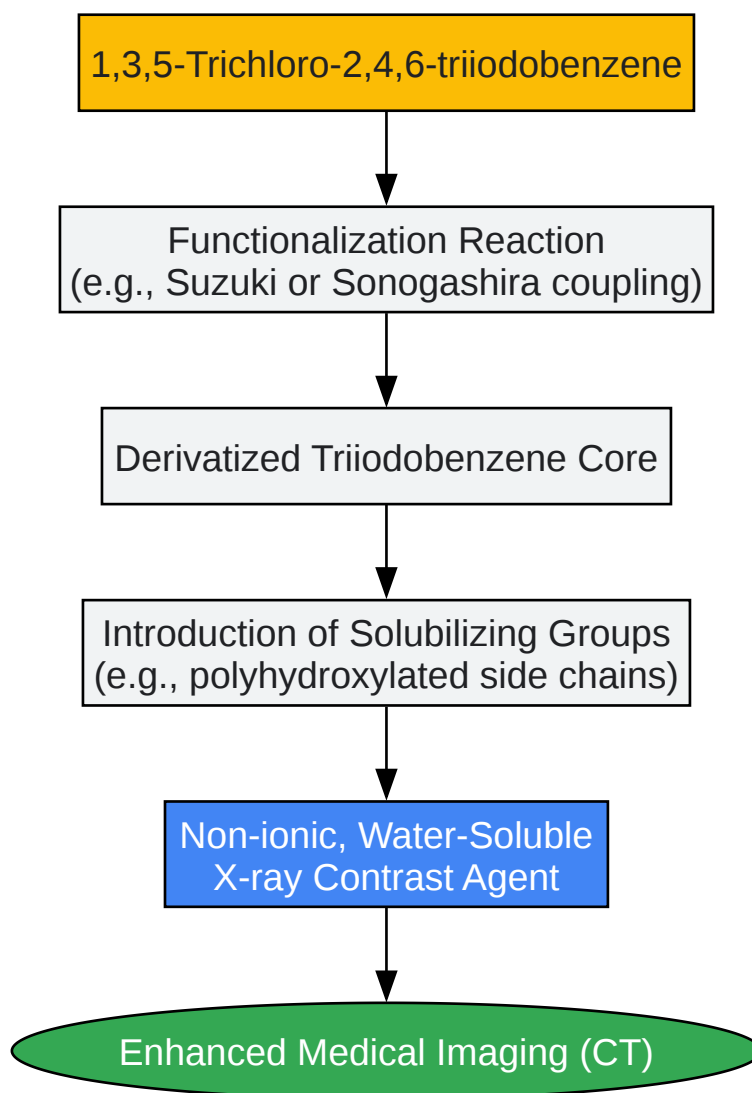 1,3,5-Trichloro-2,4,6-triiodobenzene
Functionalization Reaction
(e.g., Suzuki or Sonogashira coupling)
Derivatized Triiodobenzene Core
Introduction of Solubilizing Groups
(e.g., polyhydroxylated side chains)
Non-ionic, Water-Soluble
X-ray Contrast Agent
Enhanced Medical Imaging (CT)